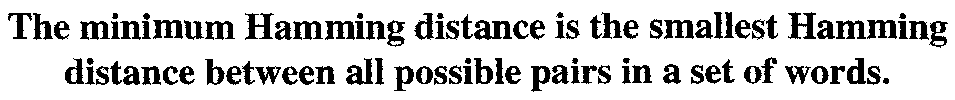 The minimum Hamming distance is the smallest Hamming
distance between all possible pairs in a set of words.